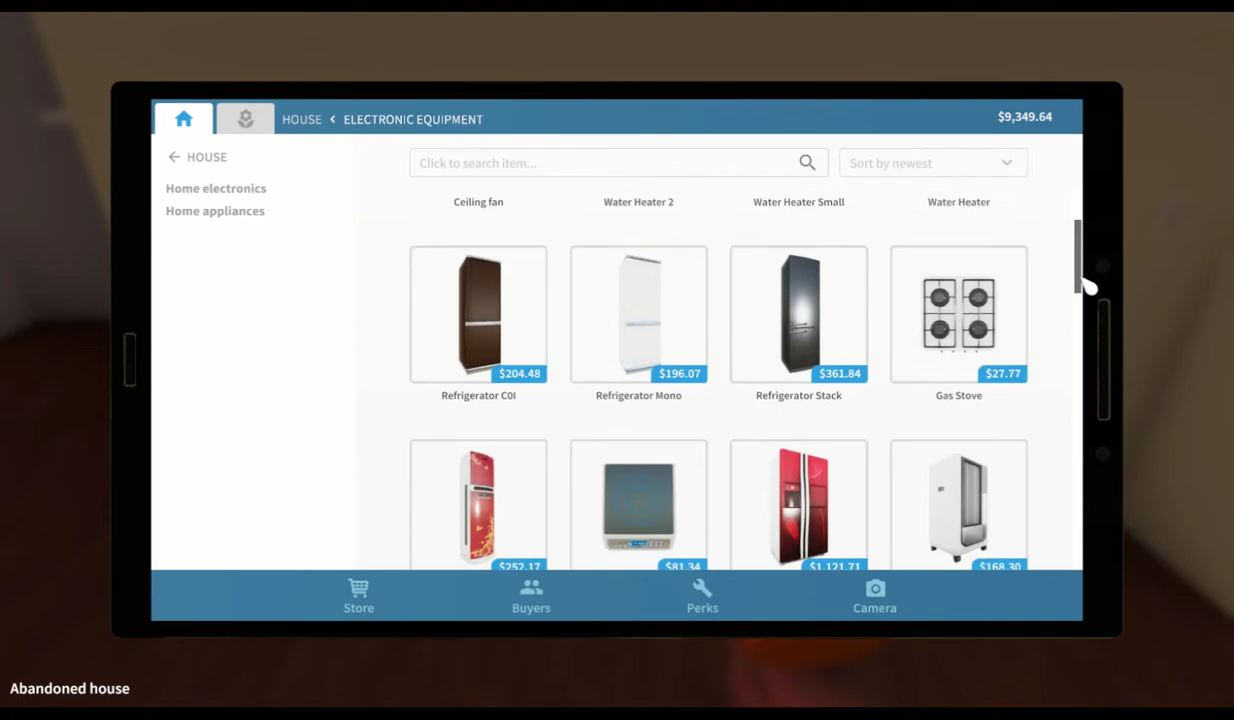 HOUSE < ELECTRONIC EQUIPMENT
$9,349.64
← HOUSE
Home electronics
Home appliances
Click to search item...
Sort by newest
Ceiling fan
Water Heater 2
Water Heater Small
Water Heater
$204.48
$196.07
$361.84
$27.77
Refrigerator C0I
Refrigerator Mono
Refrigerator Stack
Gas Stove
$252.17
$81.34
$1,121.71
$168.30
Store
Buyers
Perks
Camera
Abandoned house